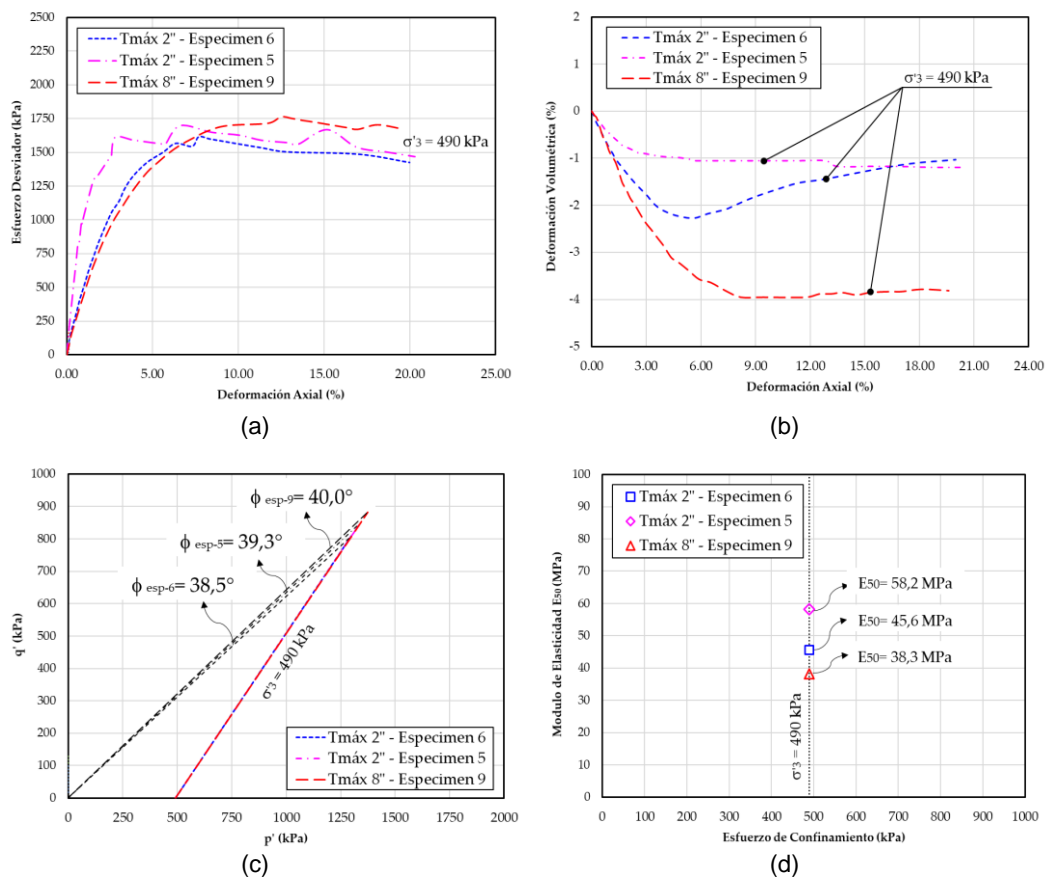 2500
2250
2000
1750
1500
1250
1000
750
500
250
0
Esfuerzo Desviador (kPa)
Tmáx 2" - Especimen 6
Tmáx 2" - Especimen 5
Tmáx 8" - Especimen 9
σ'3 = 490 kPa
0.00 5.00 10.00 15.00 20.00 25.00
Deformación Axial (%)
(a)
2
1
0
-1
-2
-3
-4
-5
Deformación Volumétrica (%)
Tmáx 2" - Especimen 6
Tmáx 2" - Especimen 5
Tmáx 8" - Especimen 9
σ'3 = 490 kPa
0.00 3.00 6.00 9.00 12.00 15.00 18.00 21.00 24.00
Deformación Axial (%)
(b)
1000
900
800
700
600
500
400
300
200
100
0
q' (kPa)
ϕ esp-9= 40,0°
ϕ esp-5= 39,3°
ϕ esp-6= 38,5°
σ'3 = 490 kPa
Tmáx 2" - Especimen 6
Tmáx 2" - Especimen 5
Tmáx 8" - Especimen 9
0 250 500 750 1000 1250 1500 1750 2000
p' (kPa)
(c)
100
90
80
70
60
50
40
30
20
10
0
Modulo de Elasticidad E50 (MPa)
Tmáx 2" - Especimen 6
Tmáx 2" - Especimen 5
Tmáx 8" - Especimen 9
E50= 58,2 MPa
E50= 45,6 MPa
E50= 38,3 MPa
σ'3 = 490 kPa
0 100 200 300 400 500 600 700 800 900 1000
Esfuerzo de Confinamiento (kPa)
(d)